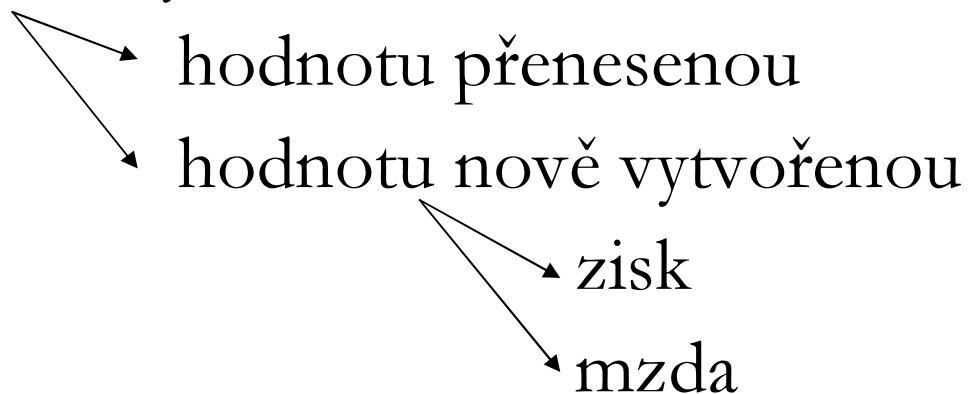 hodnotu přenesenou
hodnotu nově vytvořenou
zisk
mzda